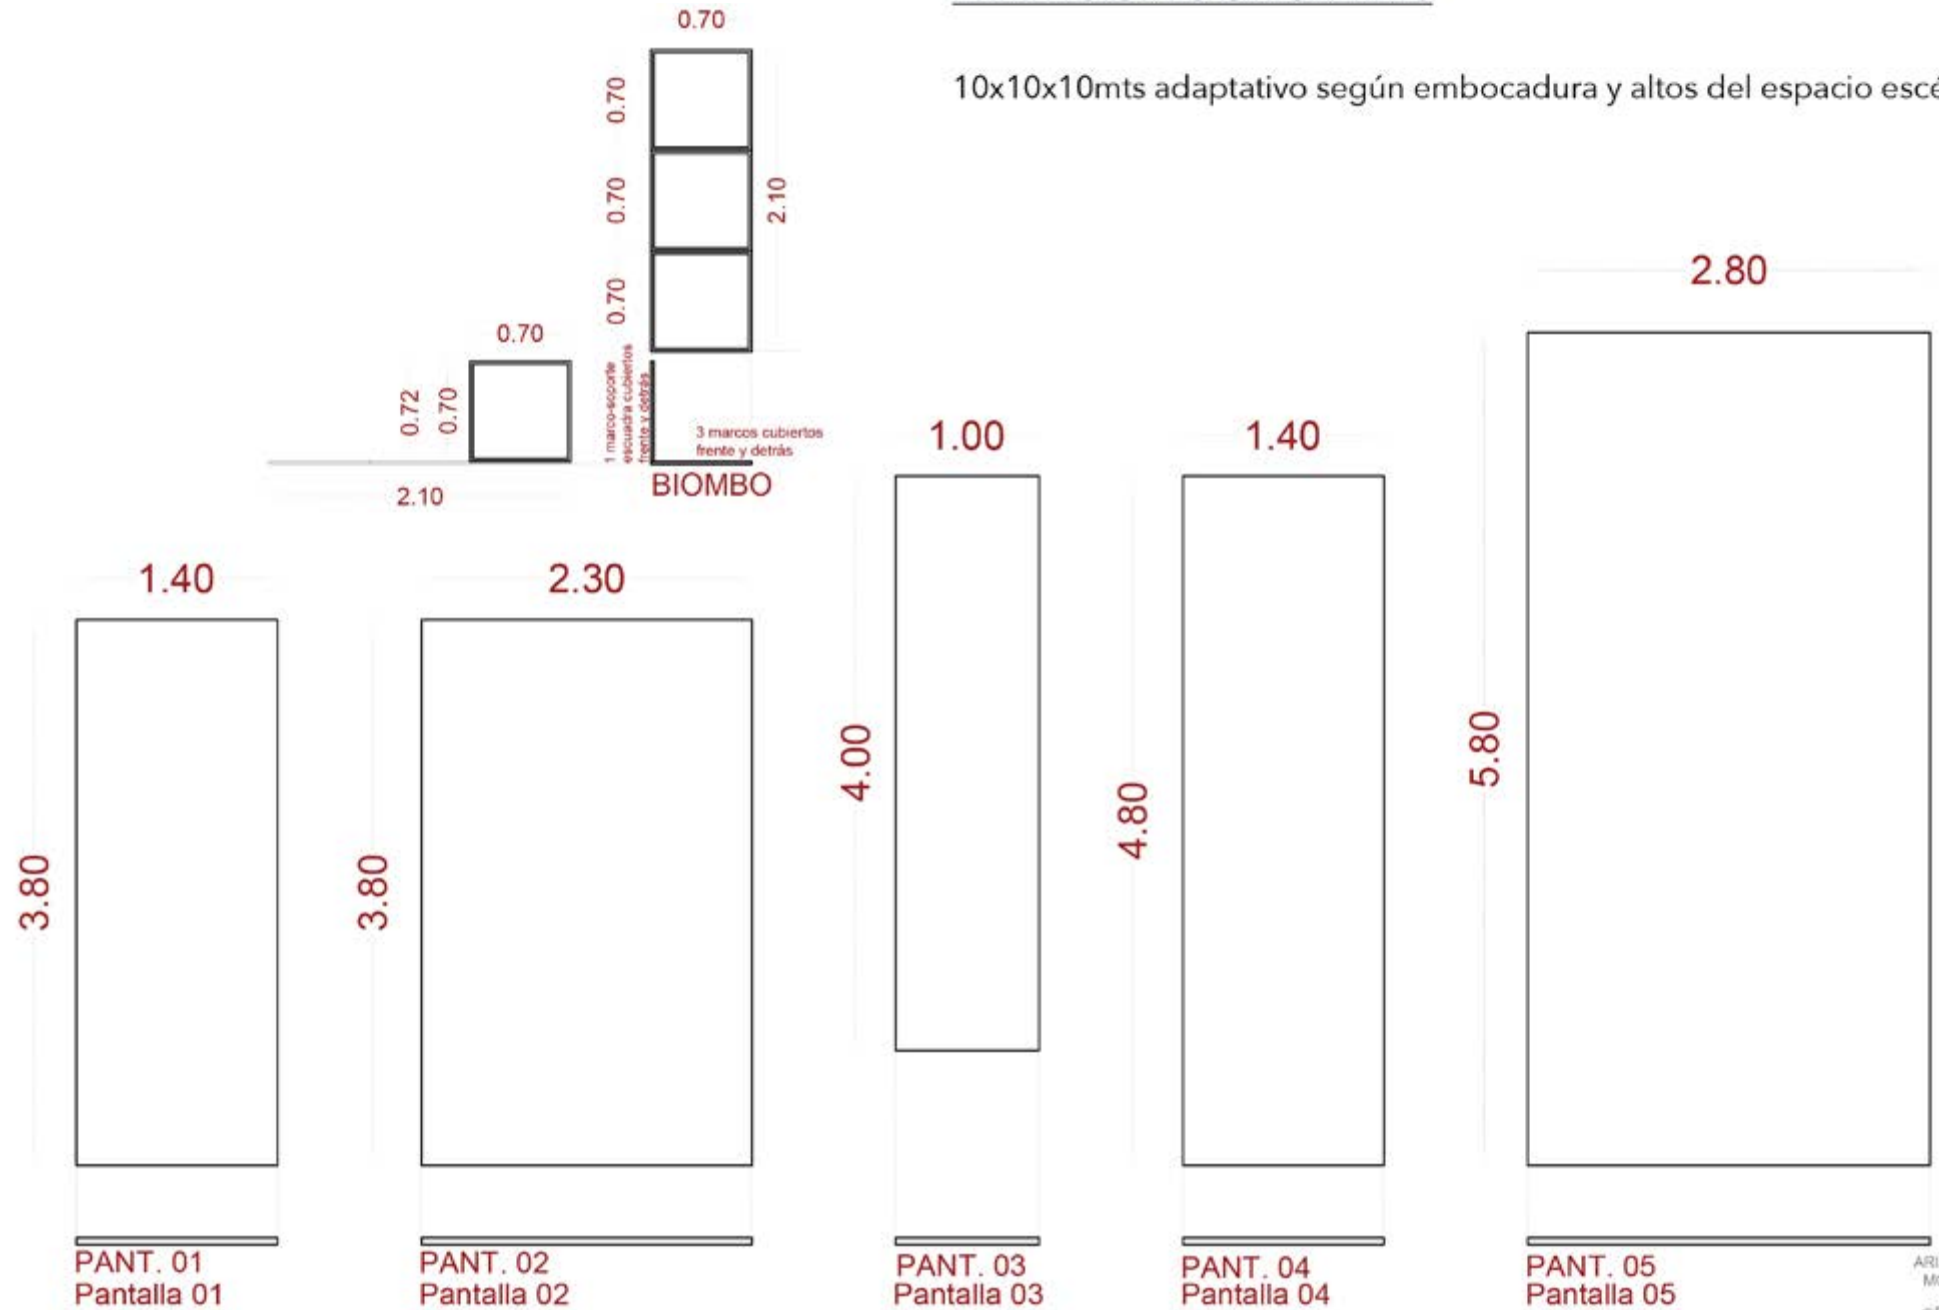 0.70
10x10x10mts adaptativo según embocadura y altos del espacio
0.70
0.70
0.70
2.10
0.70
0.72
0.70
2.10
1 marco-soporte
escuadra cubiertos
frente y detrás
3 marcos cubiertos
frente y detrás
BIOMBO
1.40
3.80
2.30
3.80
1.00
4.00
1.40
4.80
2.80
5.80
PANT. 01
Pantalla 01
PANT. 02
Pantalla 02
PANT. 03
Pantalla 03
PANT. 04
Pantalla 04
PANT. 05
Pantalla 05